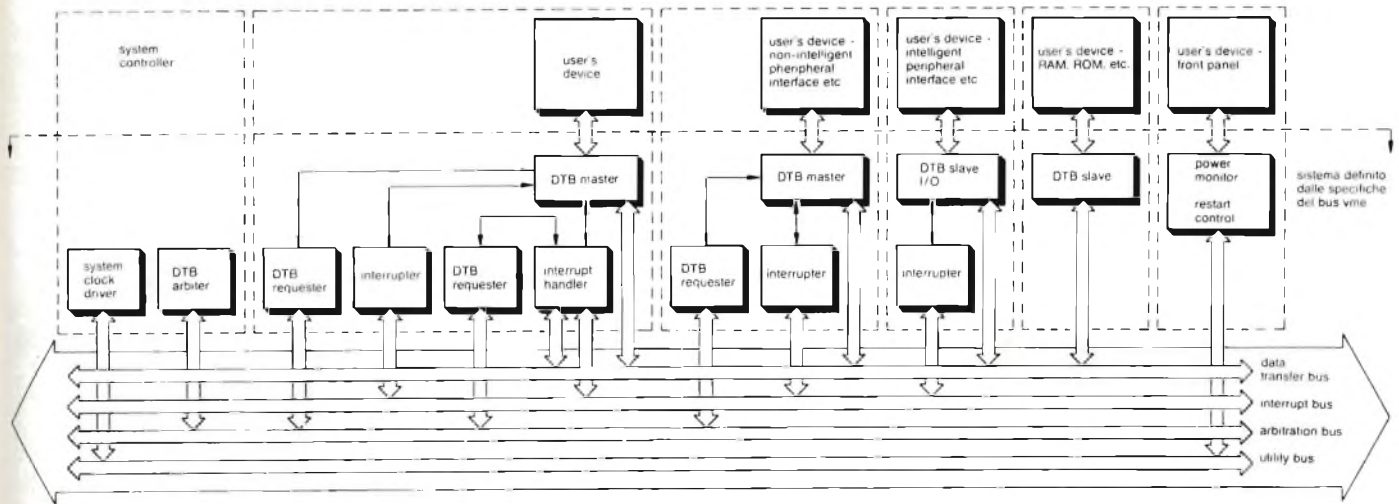 system
controller
user's
device
user's device -
non-intelligent
pheripheral
interface etc
user's device -
intelligent
peripheral
interface etc
user's device -
RAM. ROM. etc.
user's device -
front panel
DTB master
DTB master
DTB slave
I/O
DTB slave
power
monitor
restart
control
sistema definito
dalle specifiche
del bus vme
system
clock
driver
DTB
arbiter
DTB
requester
interrupter
DTB
requester
interrupt
handler
DTB
requester
interrupter
interrupter
data
transfer bus
interrupt bus
arbitration bus
utility bus